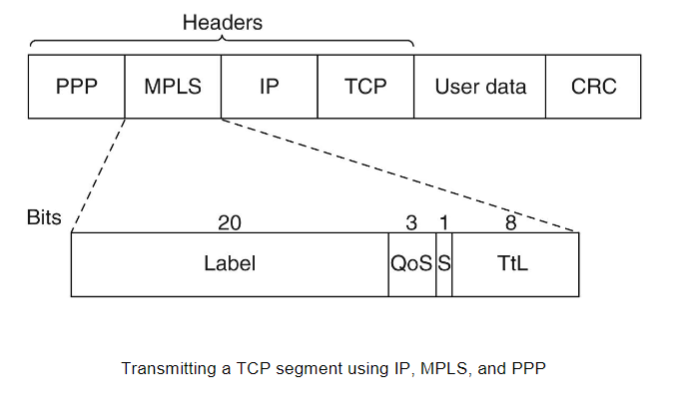 Headers
PPP MPLS IP TCP User data CRC
Bits 20 3 1 8
Label QoS S TtL
Transmitting a TCP segment using IP, MPLS, and PPP